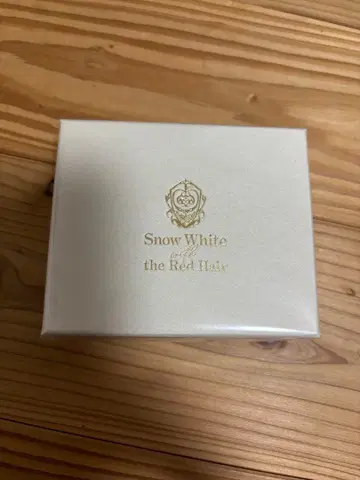 Snow White
with
the Red Hair